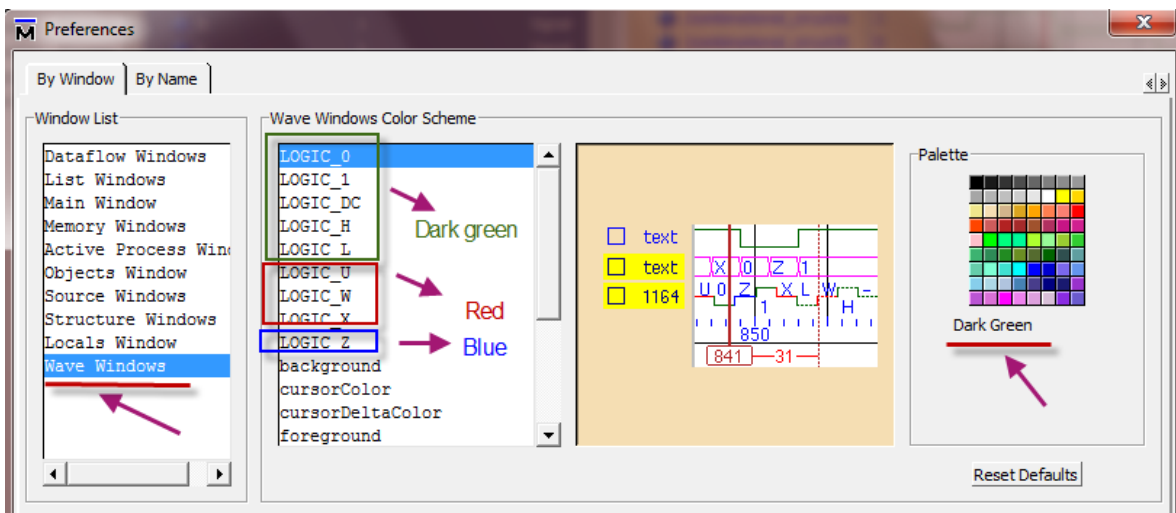 Preferences
By Window
By Name
Window List
Dataflow Windows
List Windows
Main Window
Memory Windows
Active Process Wind
Objects Window
Source Windows
Structure Windows
Locals Window
Wave Windows
Wave Windows Color Scheme
LOGIC_0
LOGIC_1
LOGIC_DC
LOGIC_H
LOGIC_L
LOGIC_U
LOGIC_W
LOGIC_X
LOGIC_Z
background
cursorColor
cursorDeltaColor
foreground
Dark green
Red
Blue
text
text X 0 Z 1
1164 U 0 Z 1 X L W H -
850
841 31
Palette
Dark Green
Reset Defaults